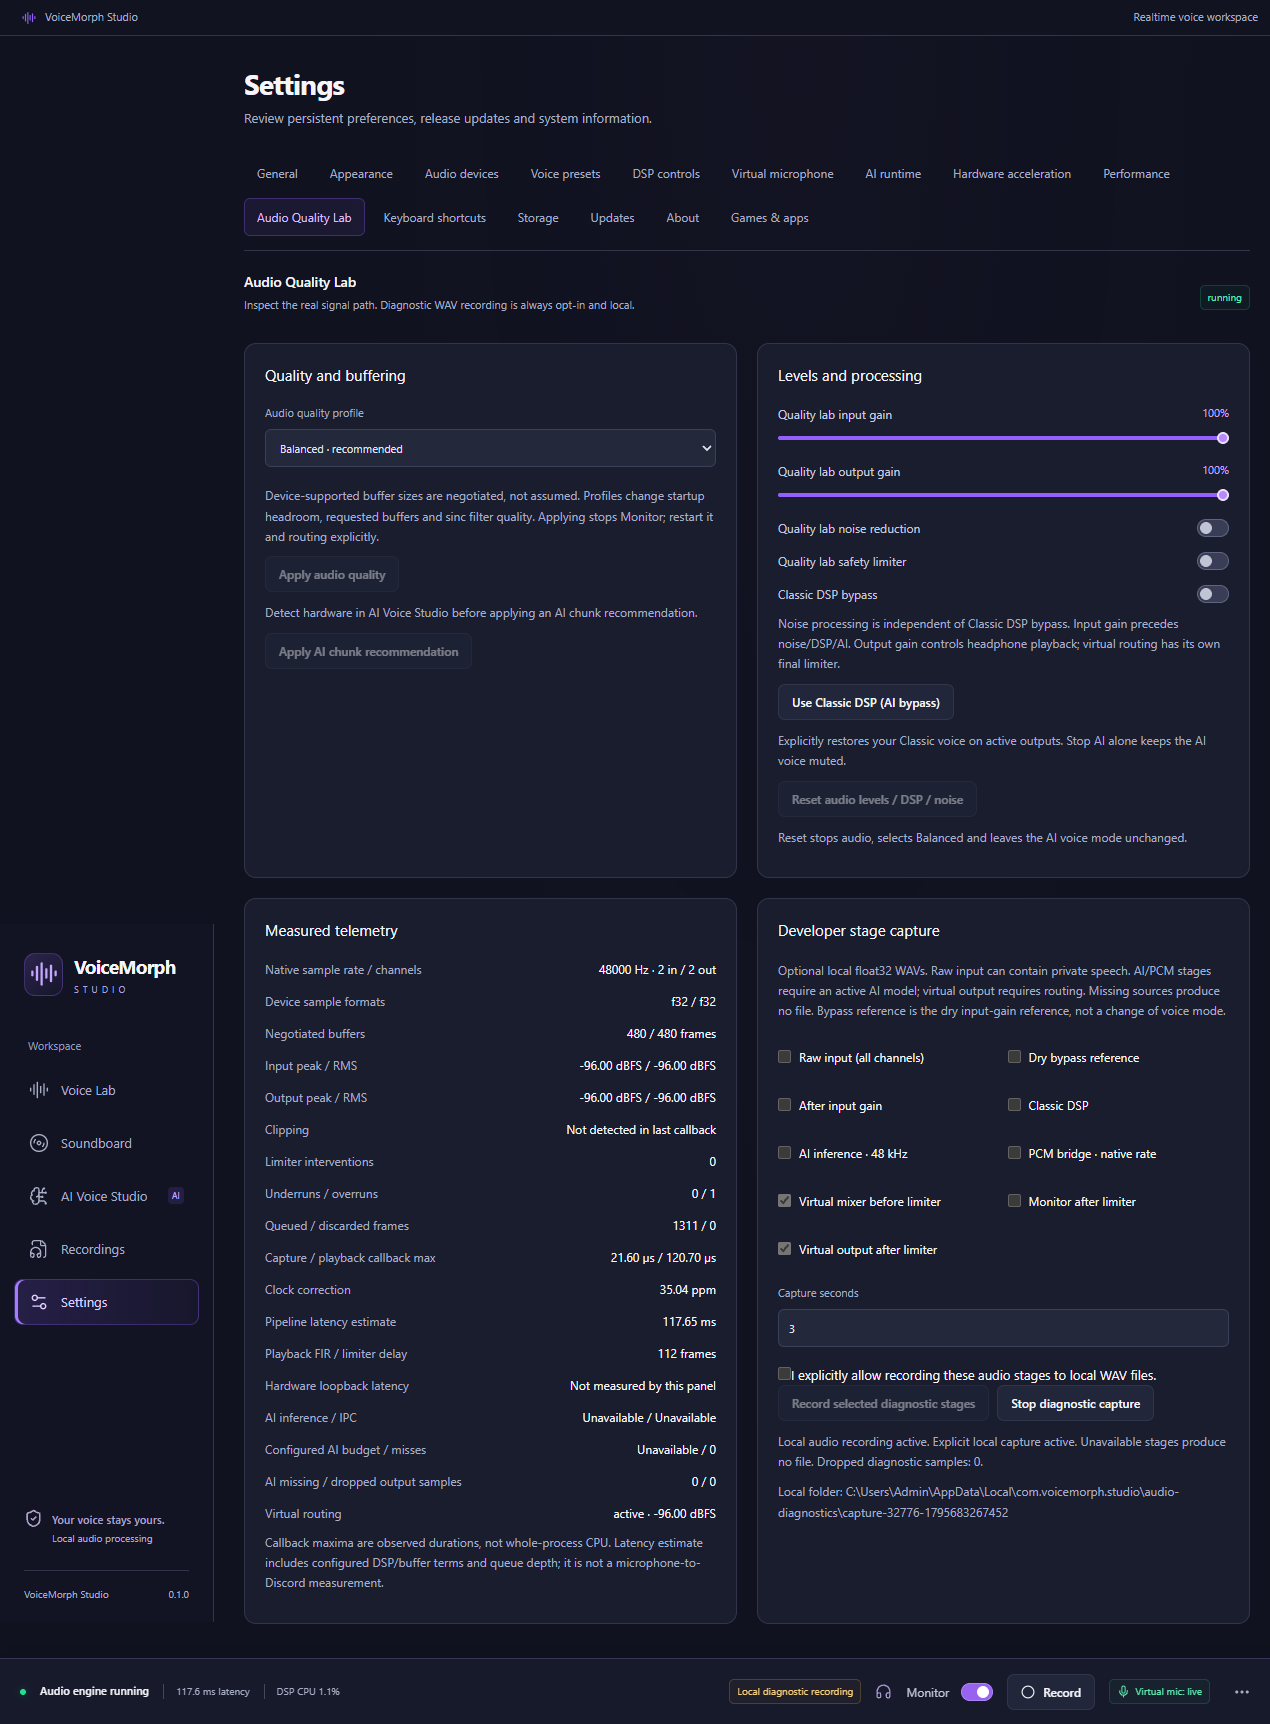 VoiceMorph Studio
Realtime voice workspace
Settings
Review persistent preferences, release updates and system information.
General Appearance Audio devices Voice presets DSP controls Virtual microphone AI runtime Hardware acceleration Performance
Audio Quality Lab Keyboard shortcuts Storage Updates About Games & apps
Audio Quality Lab
Inspect the real signal path. Diagnostic WAV recording is always opt-in and local.
running
Quality and buffering
Audio quality profile
Balanced · recommended
Device-supported buffer sizes are negotiated, not assumed. Profiles change startup
headroom, requested buffers and sinc filter quality. Applying stops Monitor; restart it
and routing explicitly.
Apply audio quality
Detect hardware in AI Voice Studio before applying an AI chunk recommendation.
Apply AI chunk recommendation
Levels and processing
Quality lab input gain 100%
Quality lab output gain 100%
Quality lab noise reduction
Quality lab safety limiter
Classic DSP bypass
Noise processing is independent of Classic DSP bypass. Input gain precedes
noise/DSP/AI. Output gain controls headphone playback; virtual routing has its own
final limiter.
Use Classic DSP (AI bypass)
Explicitly restores your Classic voice on active outputs. Stop AI alone keeps the AI
voice muted.
Reset audio levels / DSP / noise
Reset stops audio, selects Balanced and leaves the AI voice mode unchanged.
VoiceMorph
STUDIO
Workspace
Voice Lab
Soundboard
AI Voice Studio AI
Recordings
Settings
Your voice stays yours.
Local audio processing
VoiceMorph Studio 0.1.0
Measured telemetry
Native sample rate / channels 48000 Hz · 2 in / 2 out
Device sample formats f32 / f32
Negotiated buffers 480 / 480 frames
Input peak / RMS -96.00 dBFS / -96.00 dBFS
Output peak / RMS -96.00 dBFS / -96.00 dBFS
Clipping Not detected in last callback
Limiter interventions 0
Underruns / overruns 0 / 1
Queued / discarded frames 1311 / 0
Capture / playback callback max 21.60 µs / 120.70 µs
Clock correction 35.04 ppm
Pipeline latency estimate 117.65 ms
Playback FIR / limiter delay 112 frames
Hardware loopback latency Not measured by this panel
AI inference / IPC Unavailable / Unavailable
Configured AI budget / misses Unavailable / 0
AI missing / dropped output samples 0 / 0
Virtual routing active · -96.00 dBFS
Callback maxima are observed durations, not whole-process CPU. Latency estimate
includes configured DSP/buffer terms and queue depth; it is not a microphone-to-
Discord measurement.
Developer stage capture
Optional local float32 WAVs. Raw input can contain private speech. AI/PCM stages
require an active AI model; virtual output requires routing. Missing sources produce
no file. Bypass reference is the dry input-gain reference, not a change of voice mode.
Raw input (all channels) Dry bypass reference
After input gain Classic DSP
AI inference · 48 kHz PCM bridge · native rate
Virtual mixer before limiter Monitor after limiter
Virtual output after limiter
Capture seconds
3
I explicitly allow recording these audio stages to local WAV files.
Record selected diagnostic stages Stop diagnostic capture
Local audio recording active. Explicit local capture active. Unavailable stages produce
no file. Dropped diagnostic samples: 0.
Local folder: C:\Users\Admin\AppData\Local\com.voicemorph.studio\audio-
diagnostics\capture-32776-1795683267452
Audio engine running 117.6 ms latency DSP CPU 1.1% Local diagnostic recording Monitor Record Virtual mic: live